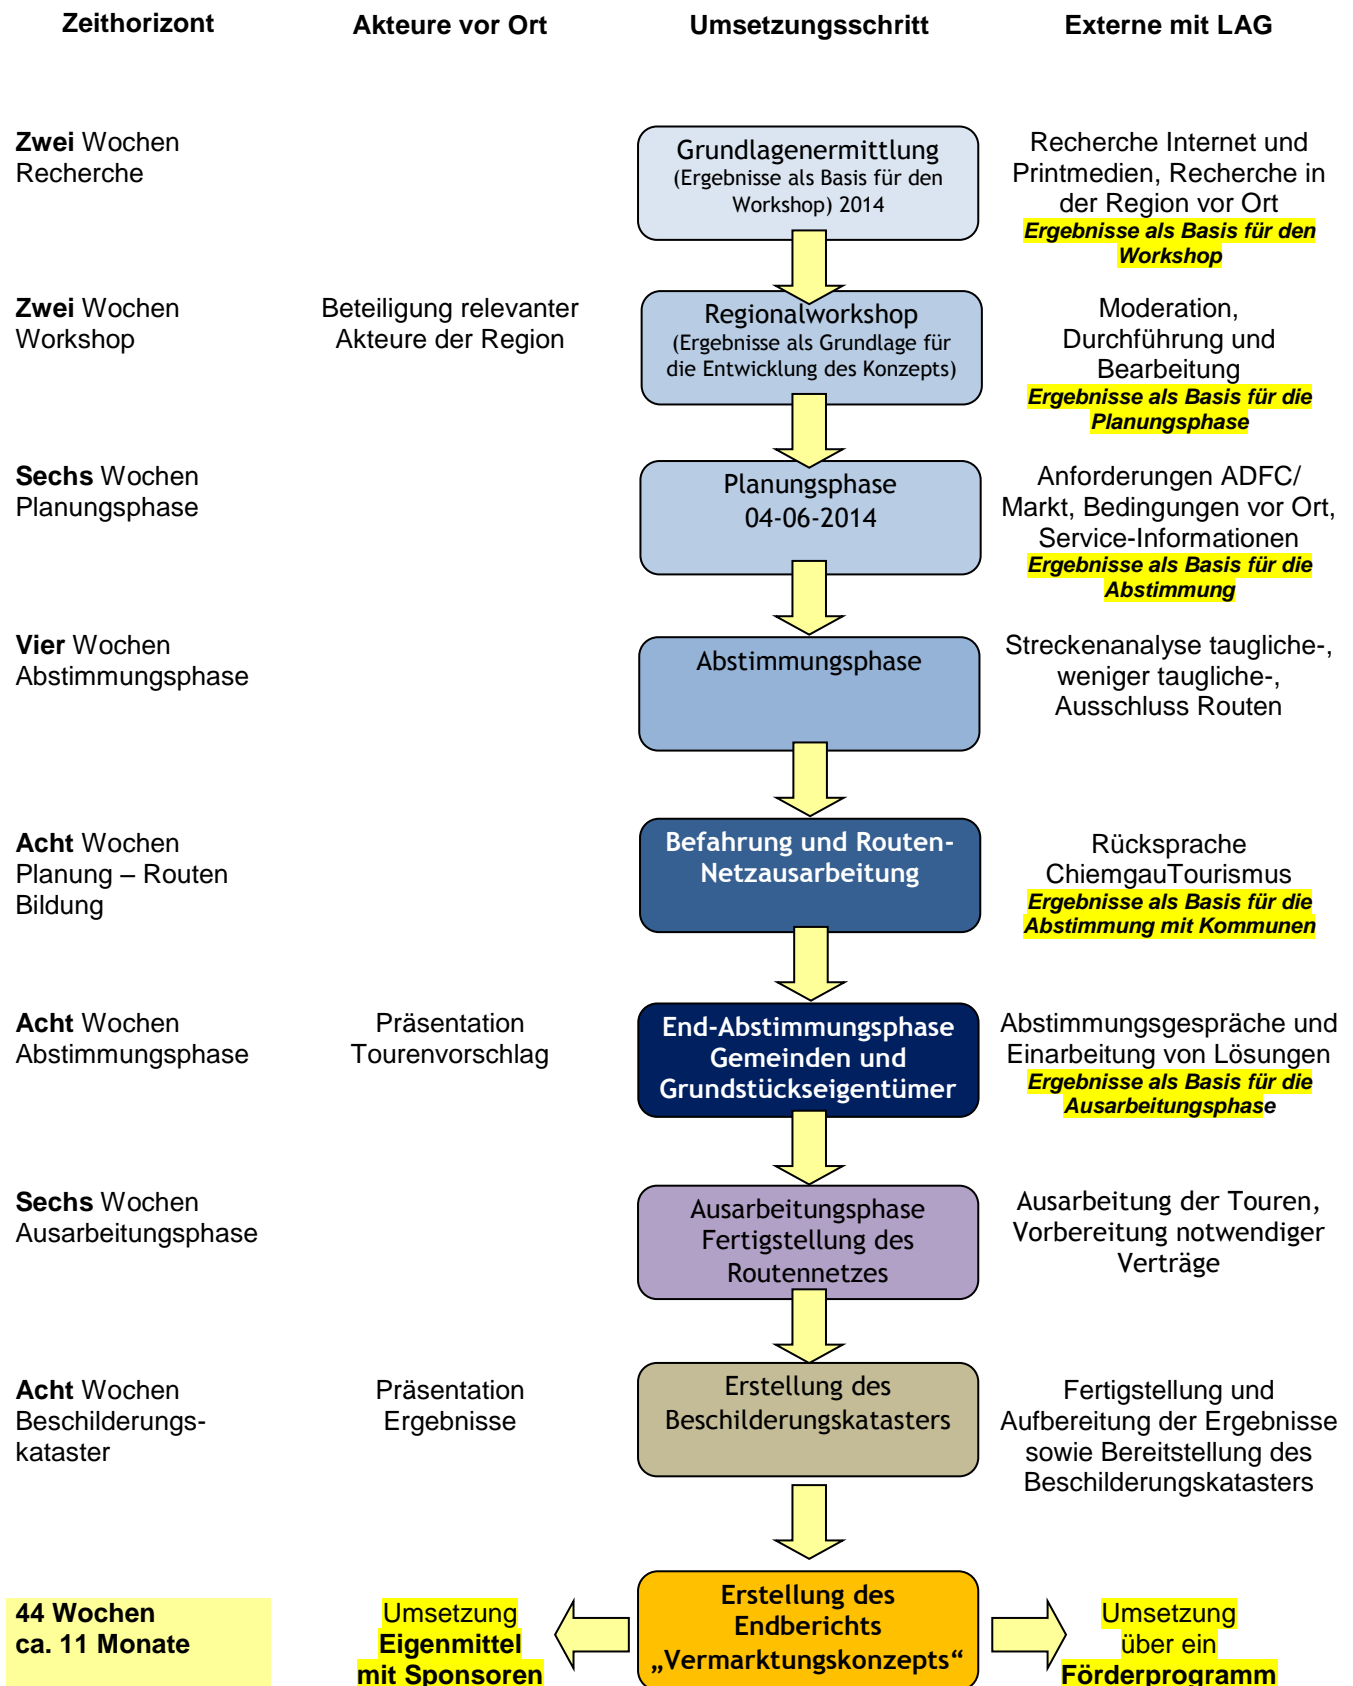 Zeithorizont
Akteure vor Ort
Umsetzungsschritt
Externe mit LAG
Zwei Wochen
Recherche
Grundlagenermittlung
(Ergebnisse als Basis für den
Workshop) 2014
Recherche Internet und
Printmedien, Recherche in
der Region vor Ort
Ergebnisse als Basis für den
Workshop
Zwei Wochen
Workshop
Beteiligung relevanter
Akteure der Region
Regionalworkshop
(Ergebnisse als Grundlage für
die Entwicklung des Konzepts)
Moderation,
Durchführung und
Bearbeitung
Ergebnisse als Basis für die
Planungsphase
Sechs Wochen
Planungsphase
Planungsphase
04-06-2014
Anforderungen ADFC/
Markt, Bedingungen vor Ort,
Service-Informationen
Ergebnisse als Basis für die
Abstimmung
Vier Wochen
Abstimmungsphase
Abstimmungsphase
Streckenanalyse taugliche-,
weniger taugliche-,
Ausschluss Routen
Acht Wochen
Planung – Routen
Bildung
Befahrung und Routen-
Netzausarbeitung
Rücksprache
ChiemgauTourismus
Ergebnisse als Basis für die
Abstimmung mit Kommunen
Acht Wochen
Abstimmungsphase
Präsentation
Tourenvorschlag
End-Abstimmungsphase
Gemeinden und
Grundstückseigentümer
Abstimmungsgespräche und
Einarbeitung von Lösungen
Ergebnisse als Basis für die
Ausarbeitungsphase
Sechs Wochen
Ausarbeitungsphase
Ausarbeitungsphase
Fertigstellung des
Routennetzes
Ausarbeitung der Touren,
Vorbereitung notwendiger
Verträge
Acht Wochen
Beschilderungs-
kataster
Präsentation
Ergebnisse
Erstellung des
Beschilderungskatasters
Fertigstellung und
Aufbereitung der Ergebnisse
sowie Bereitstellung des
Beschilderungskatasters
44 Wochen
ca. 11 Monate
Umsetzung
Eigenmittel
mit Sponsoren
Erstellung des
Endberichts
„Vermarktungskonzepts“
Umsetzung
über ein
Förderprogramm